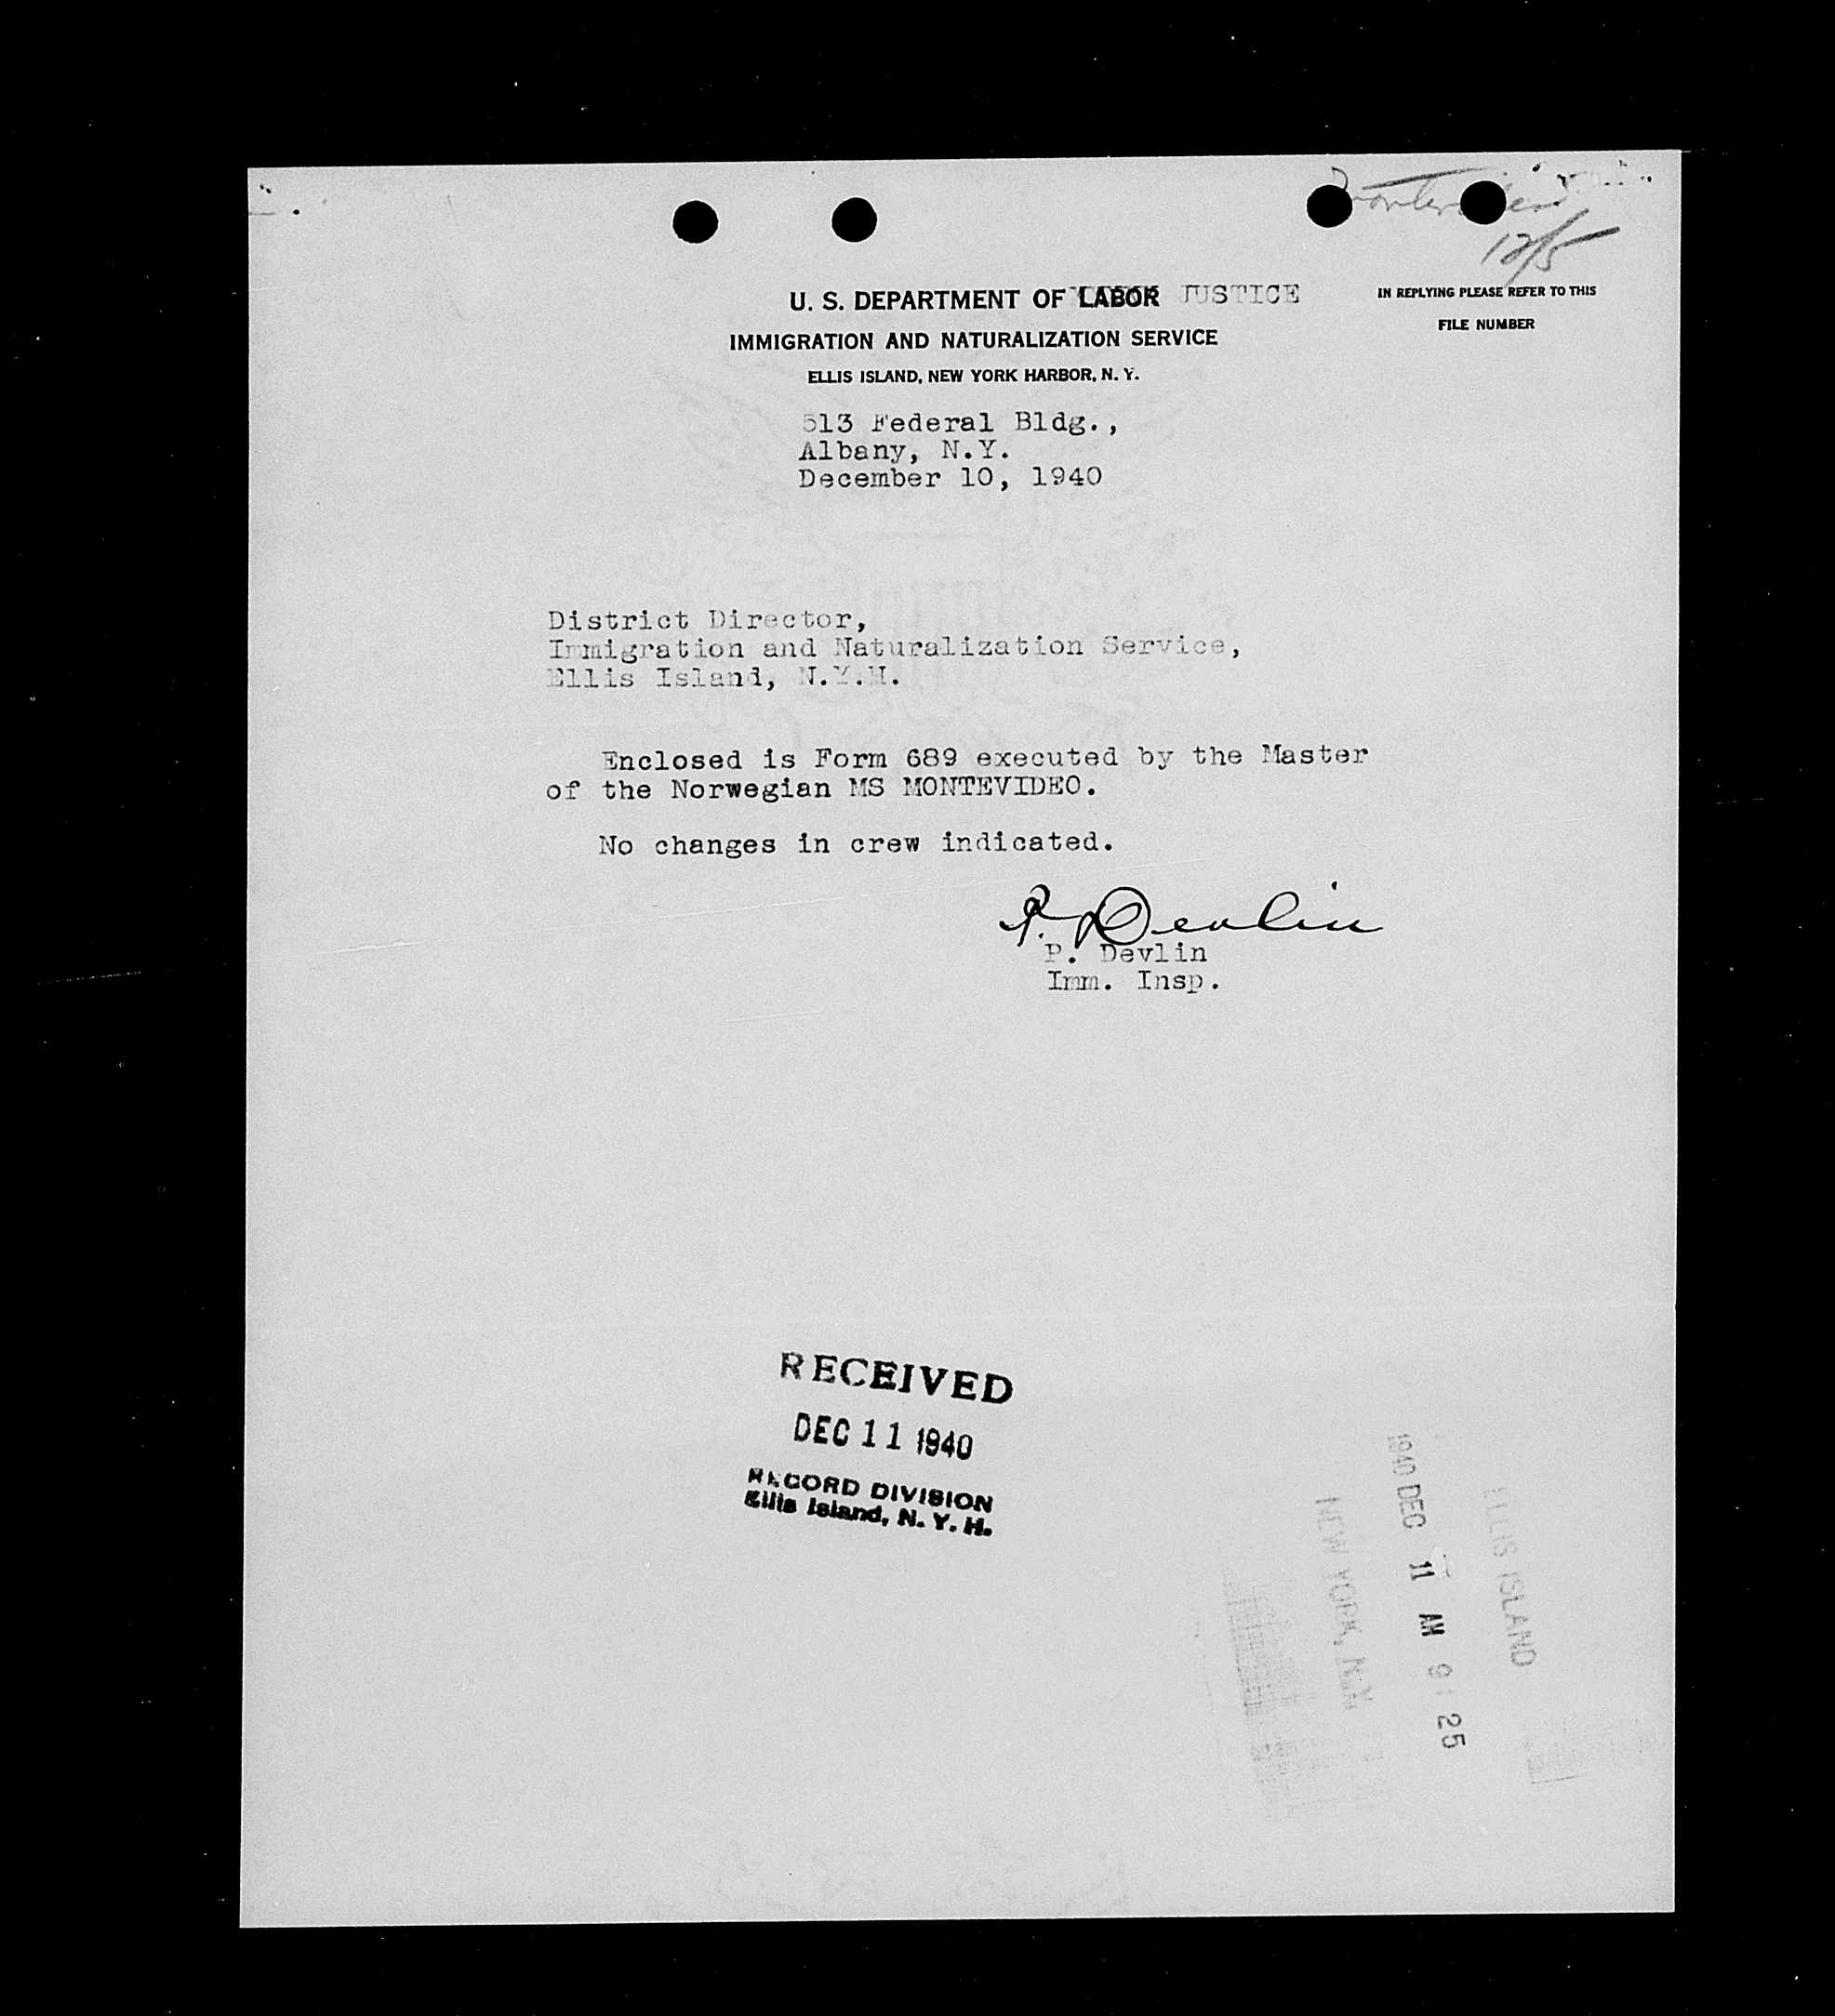 12/5
U. S. DEPARTMENT OF LABOR JUSTICE
IMMIGRATION AND NATURALIZATION SERVICE
ELLIS ISLAND, NEW YORK HARBOR, N. Y.
IN REPLYING PLEASE REFER TO THIS
FILE NUMBER
513 Federal Bldg.,
Albany, N.Y.
December 10, 1940
District Director,
Immigration and Naturalization Service,
Ellis Island, N.Y.H.
Enclosed is Form 689 executed by the Master
of the Norwegian MS MONTEVIDEO.
No changes in crew indicated.
P. Devlin
P. Devlin
Imm. Insp.
RECEIVED
DEC 11 1940
RECORD DIVISION
Ellis Island, N. Y. H.
ELLIS ISLAND
1940 DEC 11 AM 9:25
NEW YORK, N.Y.